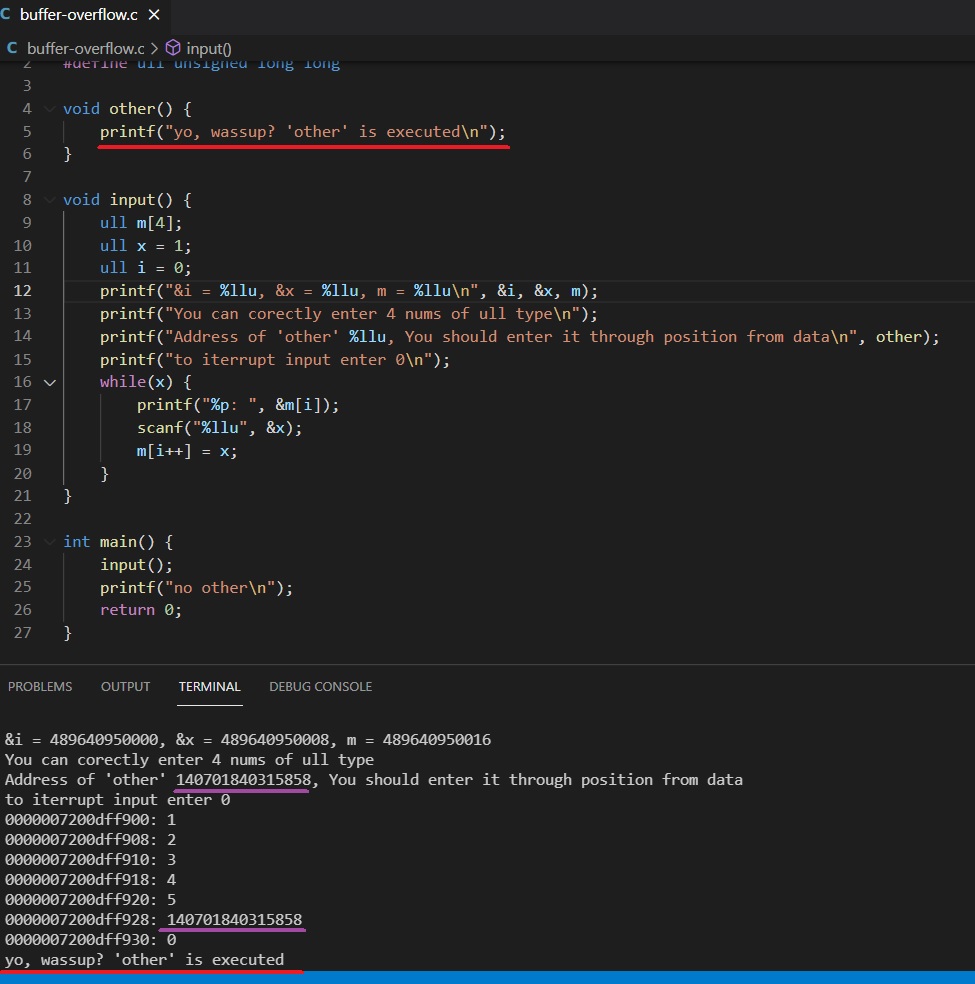 buffer-overflow.c
buffer-overflow.c > input()
2 #define ull unsigned long long
3
4 void other() {
5 printf("yo, wassup? 'other' is executed\n");
6 }
7
8 void input() {
9 ull m[4];
10 ull x = 1;
11 ull i = 0;
12 printf("&i = %llu, &x = %llu, m = %llu\n", &i, &x, m);
13 printf("You can corectly enter 4 nums of ull type\n");
14 printf("Address of 'other' %llu, You should enter it through position from data\n", other);
15 printf("to iterrupt input enter 0\n");
16 while(x) {
17 printf("%p: ", &m[i]);
18 scanf("%llu", &x);
19 m[i++] = x;
20 }
21 }
22
23 int main() {
24 input();
25 printf("no other\n");
26 return 0;
27 }
PROBLEMS OUTPUT TERMINAL DEBUG CONSOLE
&i = 489640950000, &x = 489640950008, m = 489640950016
You can corectly enter 4 nums of ull type
Address of 'other' 140701840315858, You should enter it through position from data
to iterrupt input enter 0
0000007200dff900: 1
0000007200dff908: 2
0000007200dff910: 3
0000007200dff918: 4
0000007200dff920: 5
0000007200dff928: 140701840315858
0000007200dff930: 0
yo, wassup? 'other' is executed